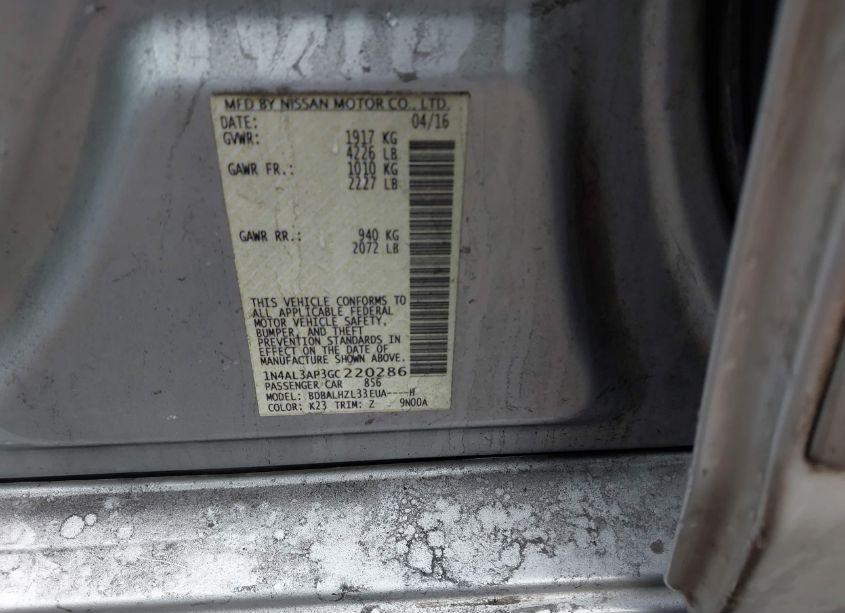 MFD BY NISSAN MOTOR CO., LTD.
DATE: 04/16
GVWR: 1917 KG
4226 LB
GAWR FR.: 1010 KG
2227 LB
GAWR RR.: 940 KG
2072 LB
THIS VEHICLE CONFORMS TO
ALL APPLICABLE FEDERAL
MOTOR VEHICLE SAFETY,
BUMPER, AND THEFT
PREVENTION STANDARDS IN
EFFECT ON THE DATE OF
MANUFACTURE SHOWN ABOVE.
1N4AL3AP3GC220286
PASSENGER CAR 856
MODEL: BDBALHZL33EUA----H
COLOR: K23 TRIM: Z 9N00A